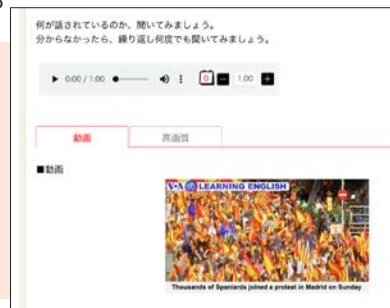 何が話されているのか、聞いてみましょう。
分からなかったら、繰り返し何度でも聞いてみましょう。
0:00 / 1:00
1.00
動画
高画質
■動画
VOA LEARNING ENGLISH
Thousands of Spaniards joined a protest in Madrid on Sunday